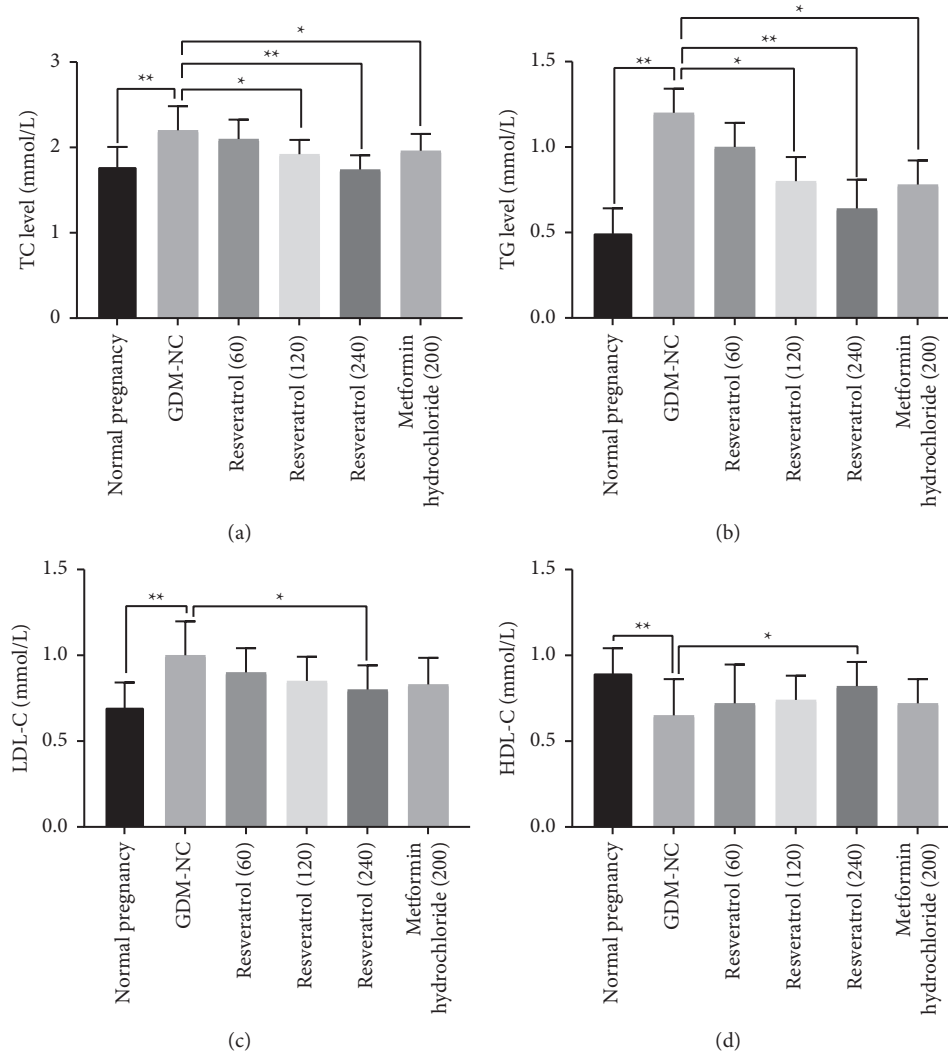 3
2
1
0
TC level (mmol/L)
**
*
**
*
Normal pregnancy
GDM-NC
Resveratrol (60)
Resveratrol (120)
Resveratrol (240)
Metformin
hydrochloride (200)
(a)
1.5
1.0
0.5
0.0
TG level (mmol/L)
**
*
**
*
Normal pregnancy
GDM-NC
Resveratrol (60)
Resveratrol (120)
Resveratrol (240)
Metformin
hydrochloride (200)
(b)
1.5
1.0
0.5
0.0
LDL-C (mmol/L)
**
*
Normal pregnancy
GDM-NC
Resveratrol (60)
Resveratrol (120)
Resveratrol (240)
Metformin
hydrochloride (200)
(c)
1.5
1.0
0.5
0.0
HDL-C (mmol/L)
**
*
Normal pregnancy
GDM-NC
Resveratrol (60)
Resveratrol (120)
Resveratrol (240)
Metformin
hydrochloride (200)
(d)